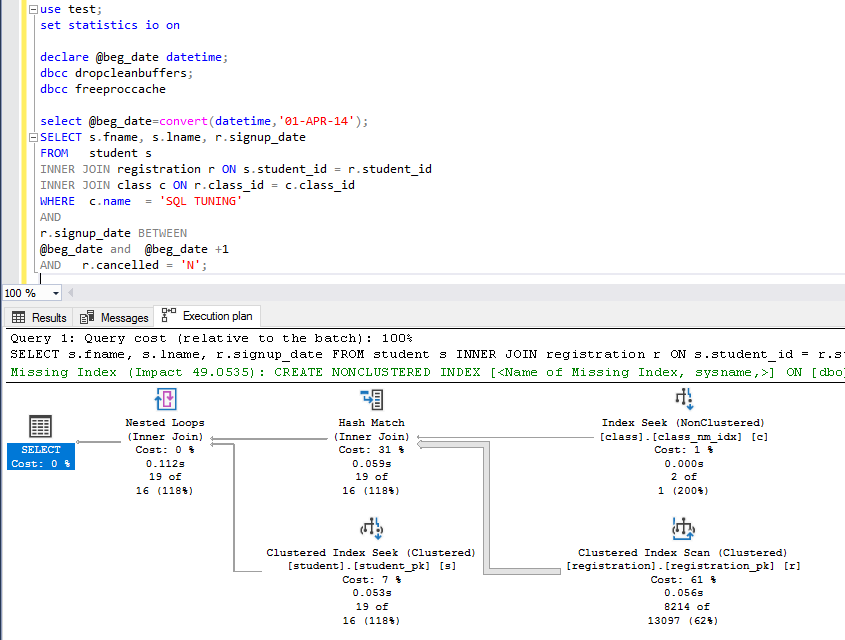 use test;
set statistics io on
declare @beg_date datetime;
dbcc dropcleanbuffers;
dbcc freeproccache
select @beg_date=convert(datetime,'01-APR-14');
SELECT s.fname, s.lname, r.signup_date
FROM   student s
INNER JOIN registration r ON s.student_id = r.student_id
INNER JOIN class c ON r.class_id = c.class_id
WHERE  c.name  = 'SQL TUNING'
AND
r.signup_date BETWEEN
@beg_date and  @beg_date +1
AND   r.cancelled = 'N';
100 %
Results Messages Execution plan
Query 1: Query cost (relative to the batch): 100%
SELECT s.fname, s.lname, r.signup_date FROM student s INNER JOIN registration r ON s.student_id = r.s
Missing Index (Impact 49.0535): CREATE NONCLUSTERED INDEX [<Name of Missing Index, sysname,>] ON [dbo]
SELECT
Cost: 0 %
Nested Loops
(Inner Join)
Cost: 0 %
0.112s
19 of
16 (118%)
Hash Match
(Inner Join)
Cost: 31 %
0.059s
19 of
16 (118%)
Index Seek (NonClustered)
[class].[class_nm_idx] [c]
Cost: 1 %
0.000s
2 of
1 (200%)
Clustered Index Seek (Clustered)
[student].[student_pk] [s]
Cost: 7 %
0.053s
19 of
16 (118%)
Clustered Index Scan (Clustered)
[registration].[registration_pk] [r]
Cost: 61 %
0.056s
8214 of
13097 (62%)